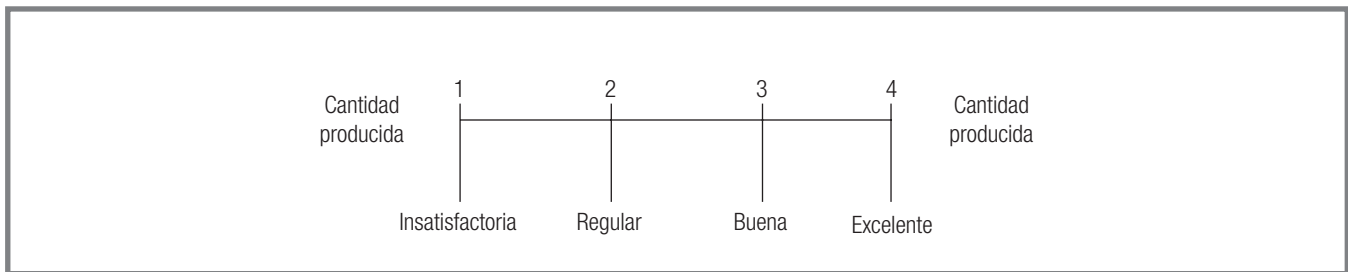 1 2 3 4
Cantidad
producida
Cantidad
producida
Insatisfactoria Regular Buena Excelente